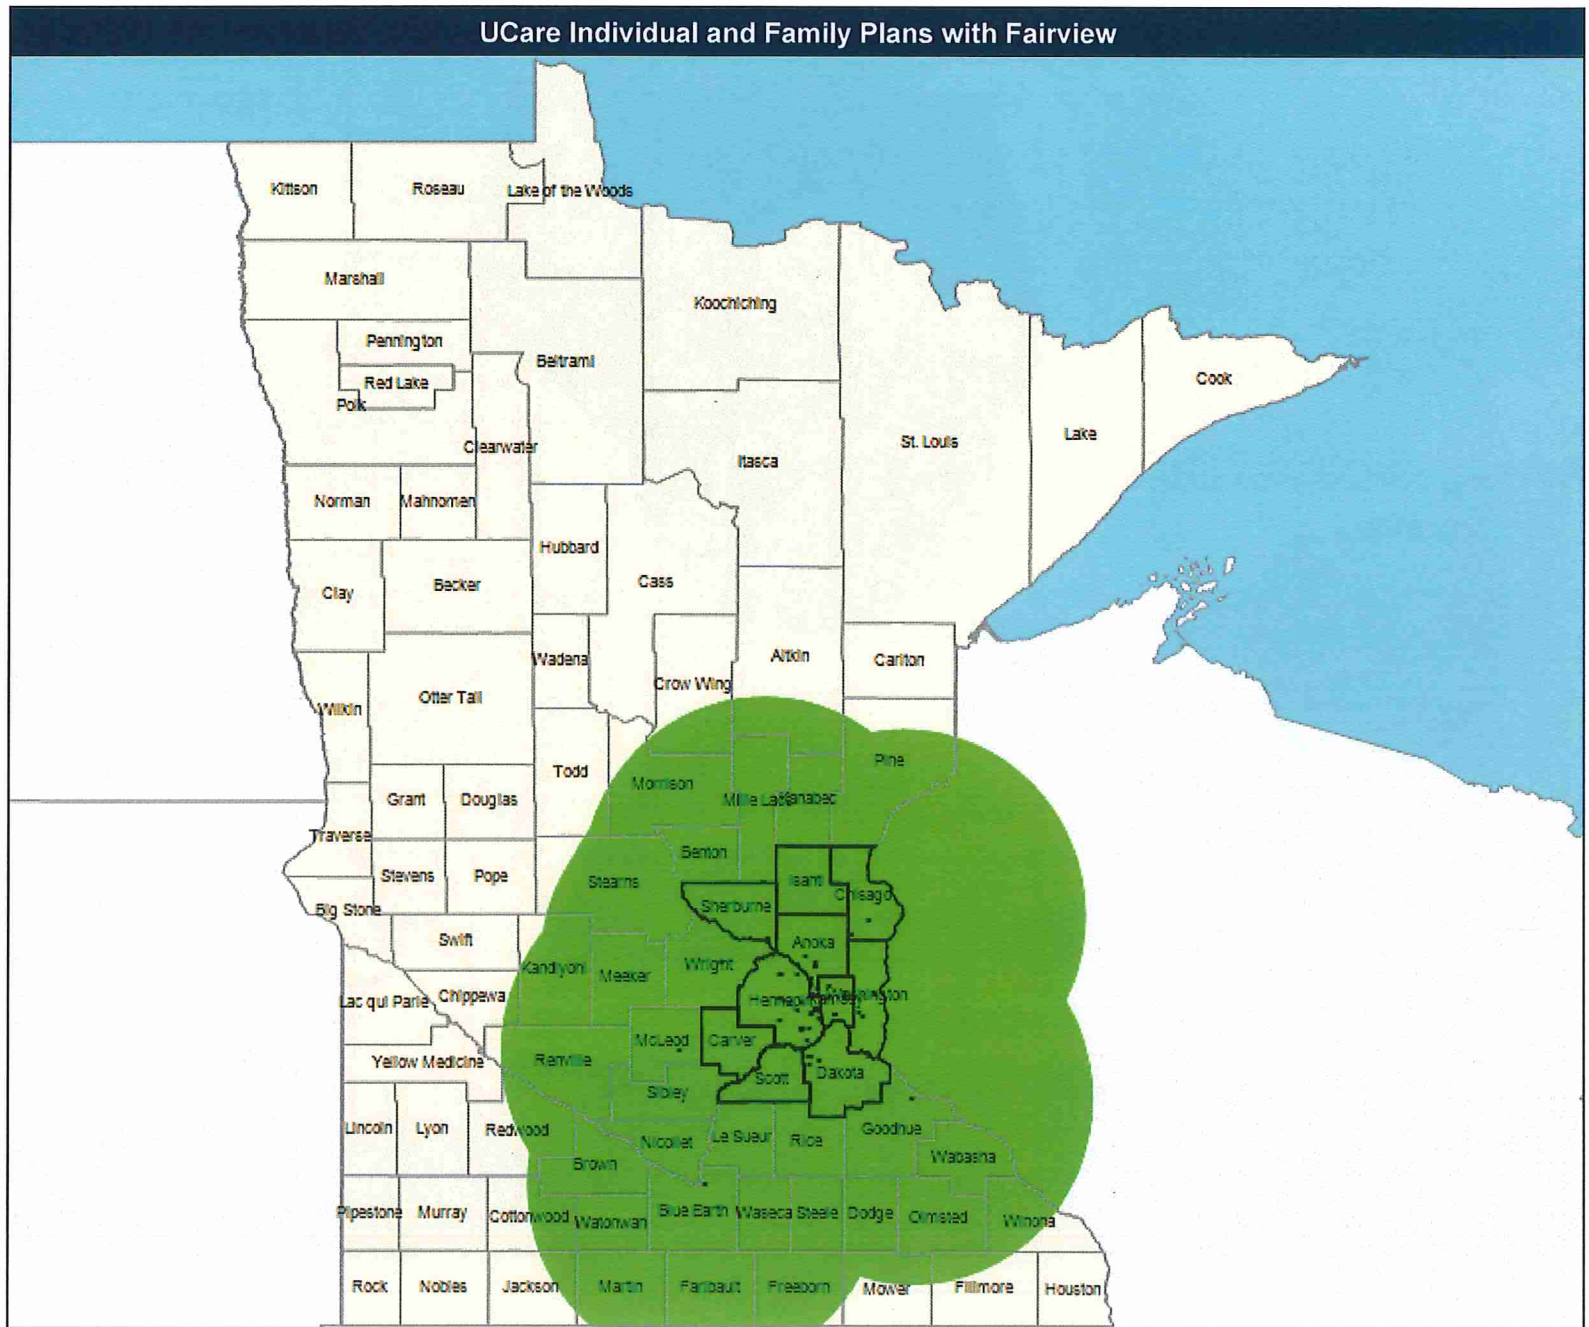 UCare Individual and Family Plans with Fairview
Kittson
Roseau
Lake of the Woods
Marshall
Koochiching
Pennington
Beltrami
Red Lake
Polk
Cook
Clearwater
St. Louis
Lake
Itasca
Norman
Mahnomen
Hubbard
Cass
Clay
Becker
Wadena
Aitkin
Carlton
Crow Wing
Otter Tail
Wilkin
Pine
Todd
Morrison
Grant
Douglas
Mille Lacs
Kanabec
Traverse
Benton
Stevens
Pope
Stearns
Isanti
Chisago
Big Stone
Sherburne
Swift
Anoka
Kandiyohi
Meeker
Wright
Lac qui Parle
Chippewa
Hennepin
Ramsey
Washington
McLeod
Carver
Yellow Medicine
Renville
Scott
Dakota
Sibley
Lincoln
Lyon
Redwood
Nicollet
Le Sueur
Rice
Goodhue
Brown
Wabasha
Pipestone
Murray
Cottonwood
Watonwan
Blue Earth
Waseca
Steele
Dodge
Olmsted
Winona
Rock
Nobles
Jackson
Martin
Faribault
Freeborn
Mower
Fillmore
Houston